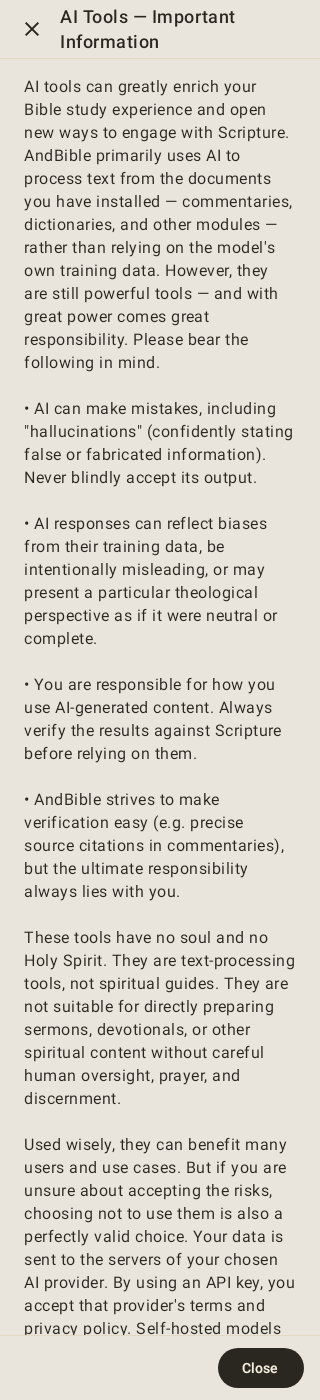 AI Tools — Important
Information
AI tools can greatly enrich your
Bible study experience and open
new ways to engage with Scripture.
AndBible primarily uses AI to
process text from the documents
you have installed — commentaries,
dictionaries, and other modules —
rather than relying on the model's
own training data. However, they
are still powerful tools — and with
great power comes great
responsibility. Please bear the
following in mind.
• AI can make mistakes, including
"hallucinations" (confidently stating
false or fabricated information).
Never blindly accept its output.
• AI responses can reflect biases
from their training data, be
intentionally misleading, or may
present a particular theological
perspective as if it were neutral or
complete.
• You are responsible for how you
use AI-generated content. Always
verify the results against Scripture
before relying on them.
• AndBible strives to make
verification easy (e.g. precise
source citations in commentaries),
but the ultimate responsibility
always lies with you.
These tools have no soul and no
Holy Spirit. They are text-processing
tools, not spiritual guides. They are
not suitable for directly preparing
sermons, devotionals, or other
spiritual content without careful
human oversight, prayer, and
discernment.
Used wisely, they can benefit many
users and use cases. But if you are
unsure about accepting the risks,
choosing not to use them is also a
perfectly valid choice. Your data is
sent to the servers of your chosen
AI provider. By using an API key, you
accept that provider's terms and
privacy policy. Self-hosted models
Close